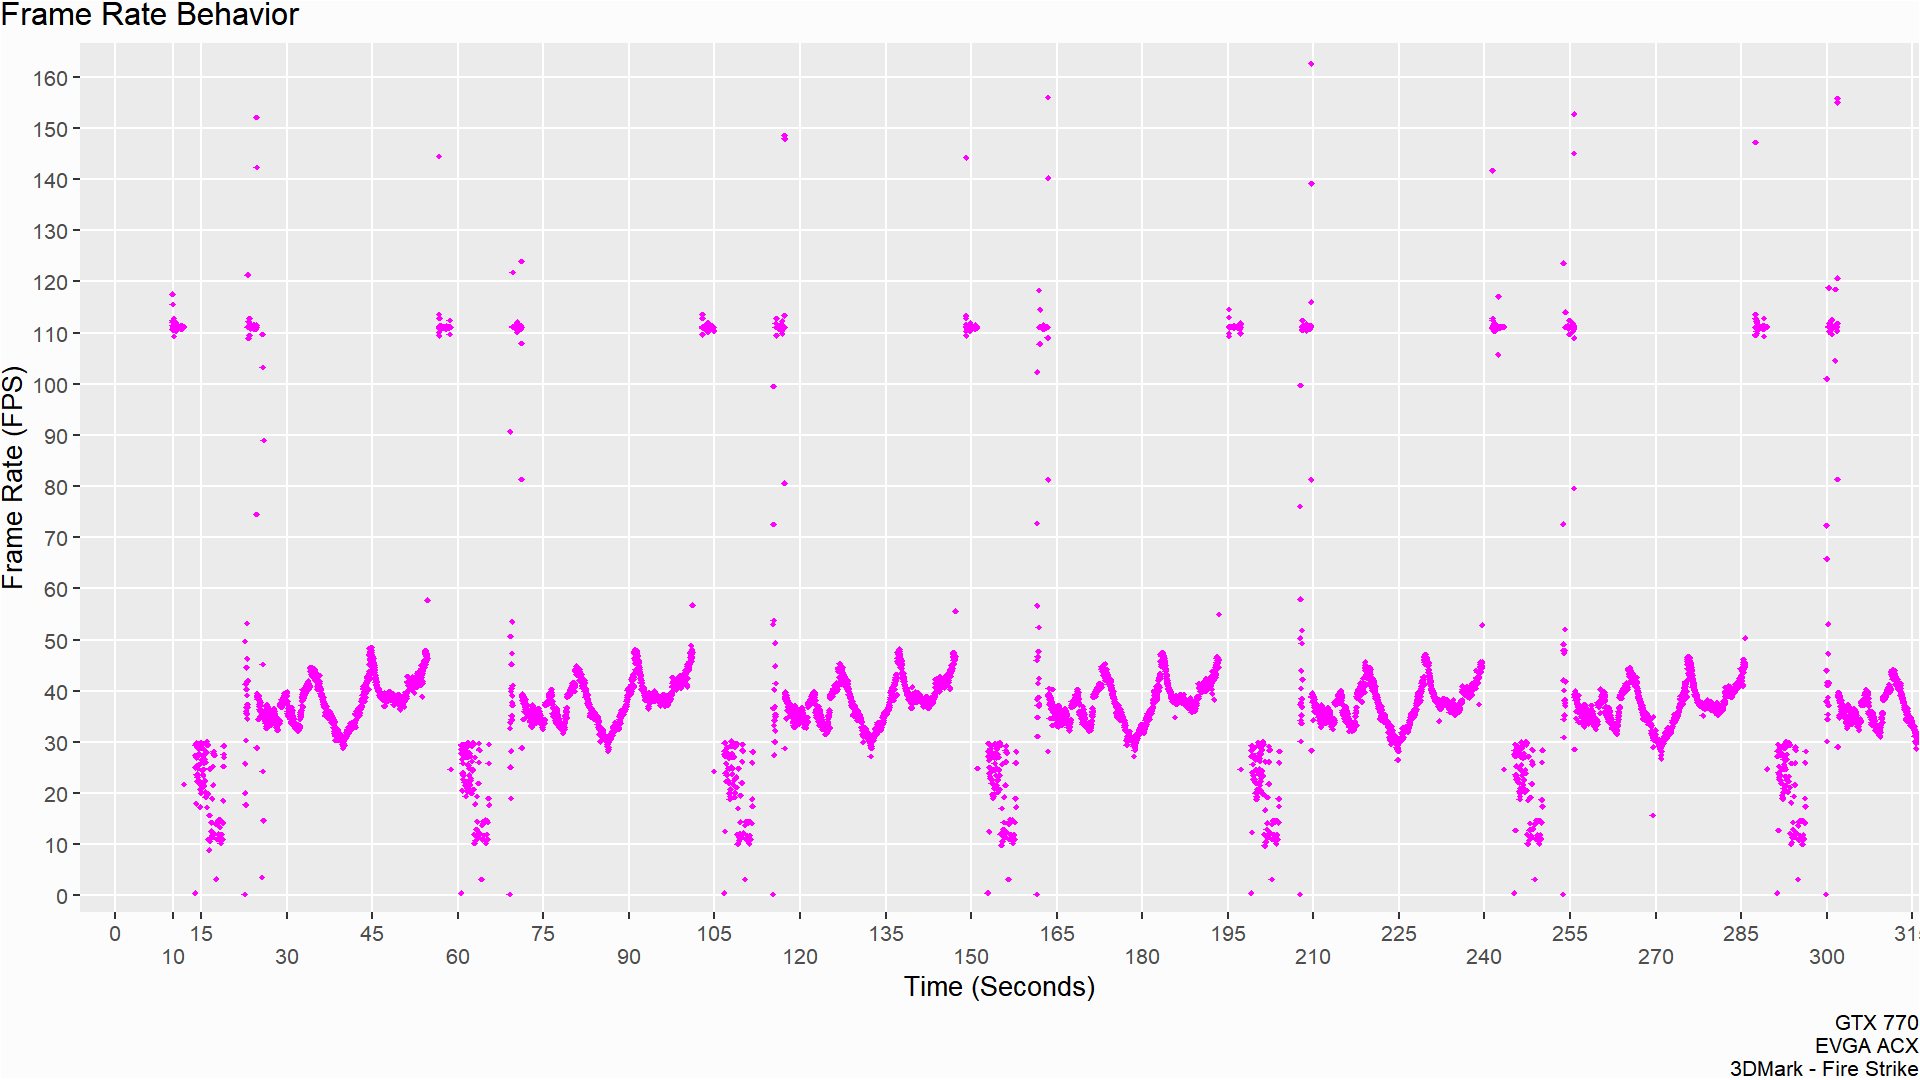 Frame Rate Behavior
Frame Rate (FPS)
160
150
140
130
120
110
100
90
80
70
60
50
40
30
20
10
0
0 15 45 75 105 135 165 195 225 255 285 315
10 30 60 90 120 150 180 210 240 270 300
Time (Seconds)
GTX 770
EVGA ACX
3DMark - Fire Strike